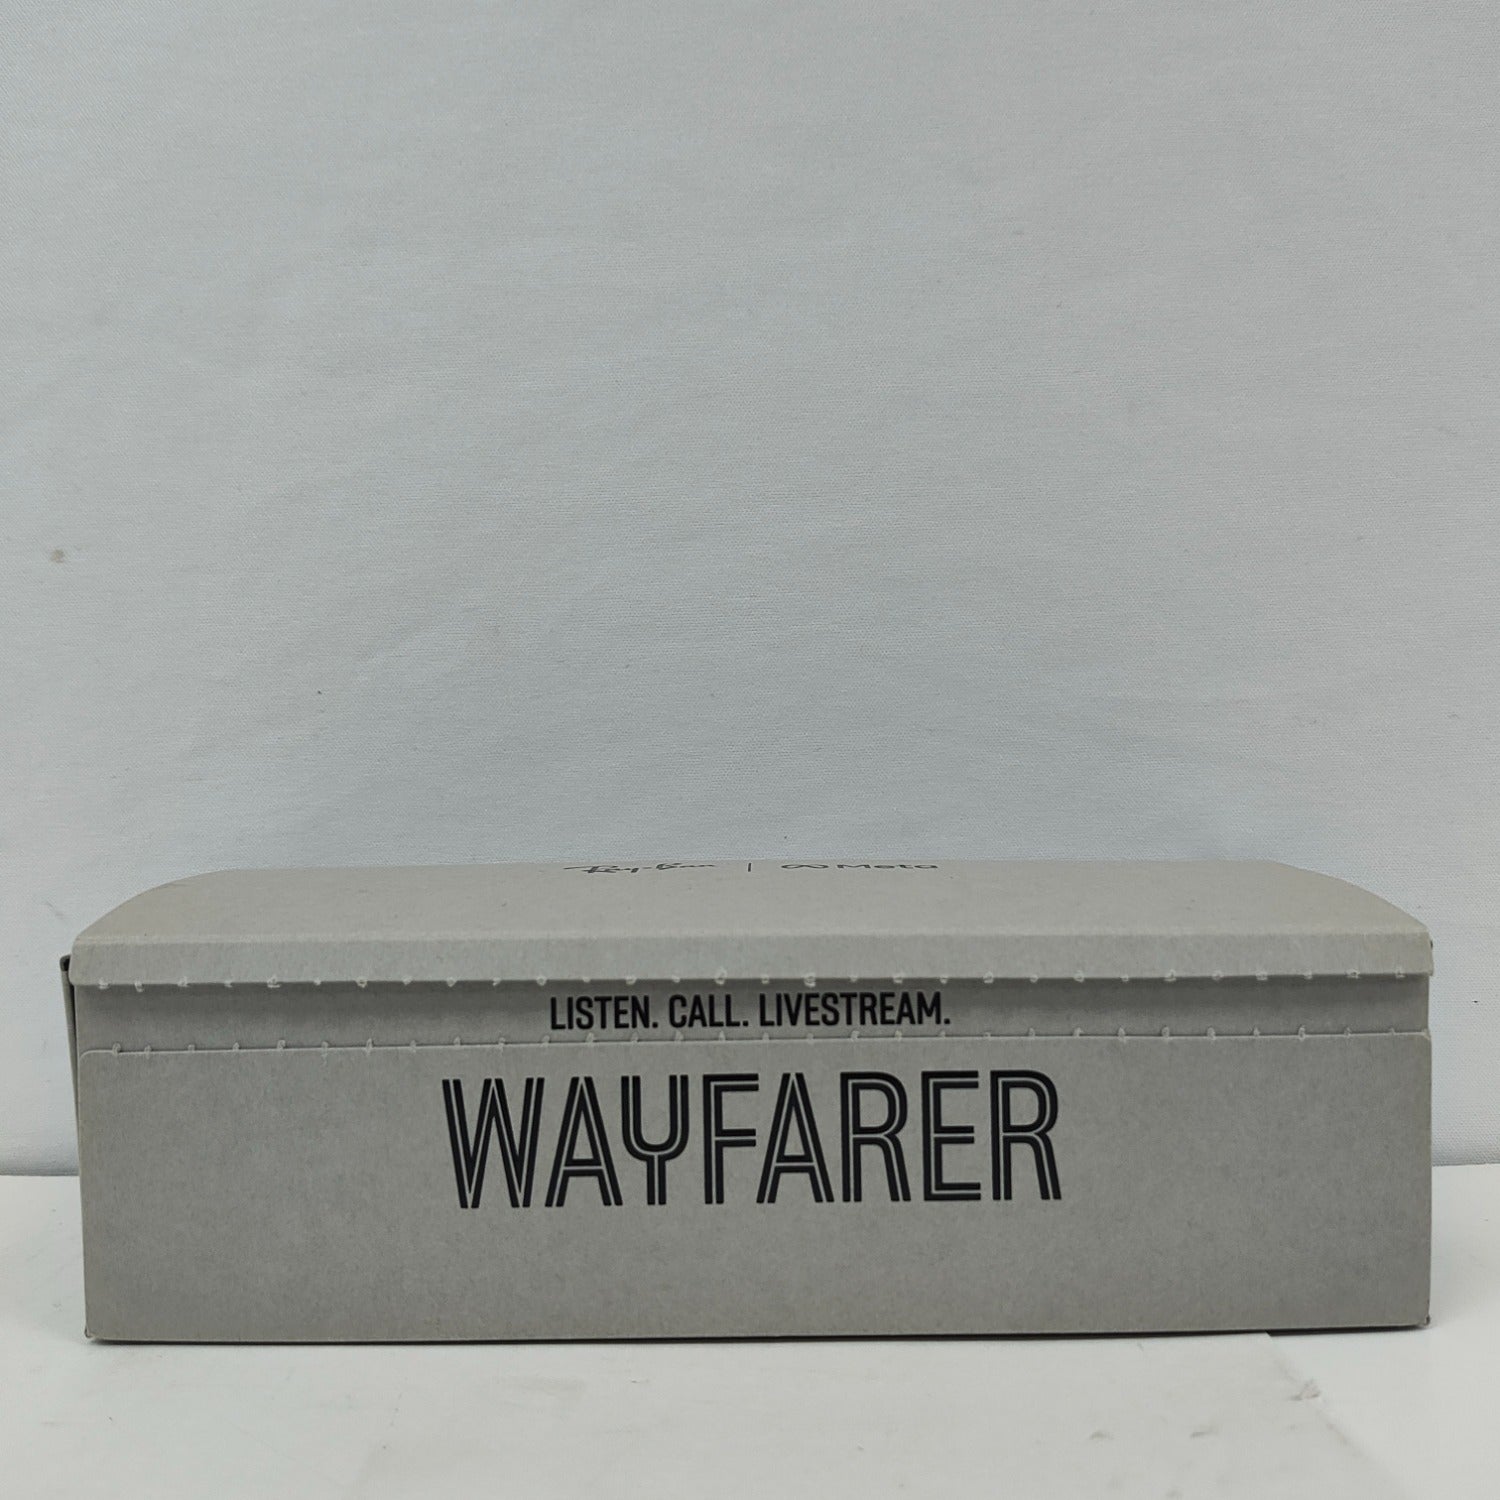 Ray-Ban | Meta
LISTEN. CALL. LIVESTREAM.
WAYFARER